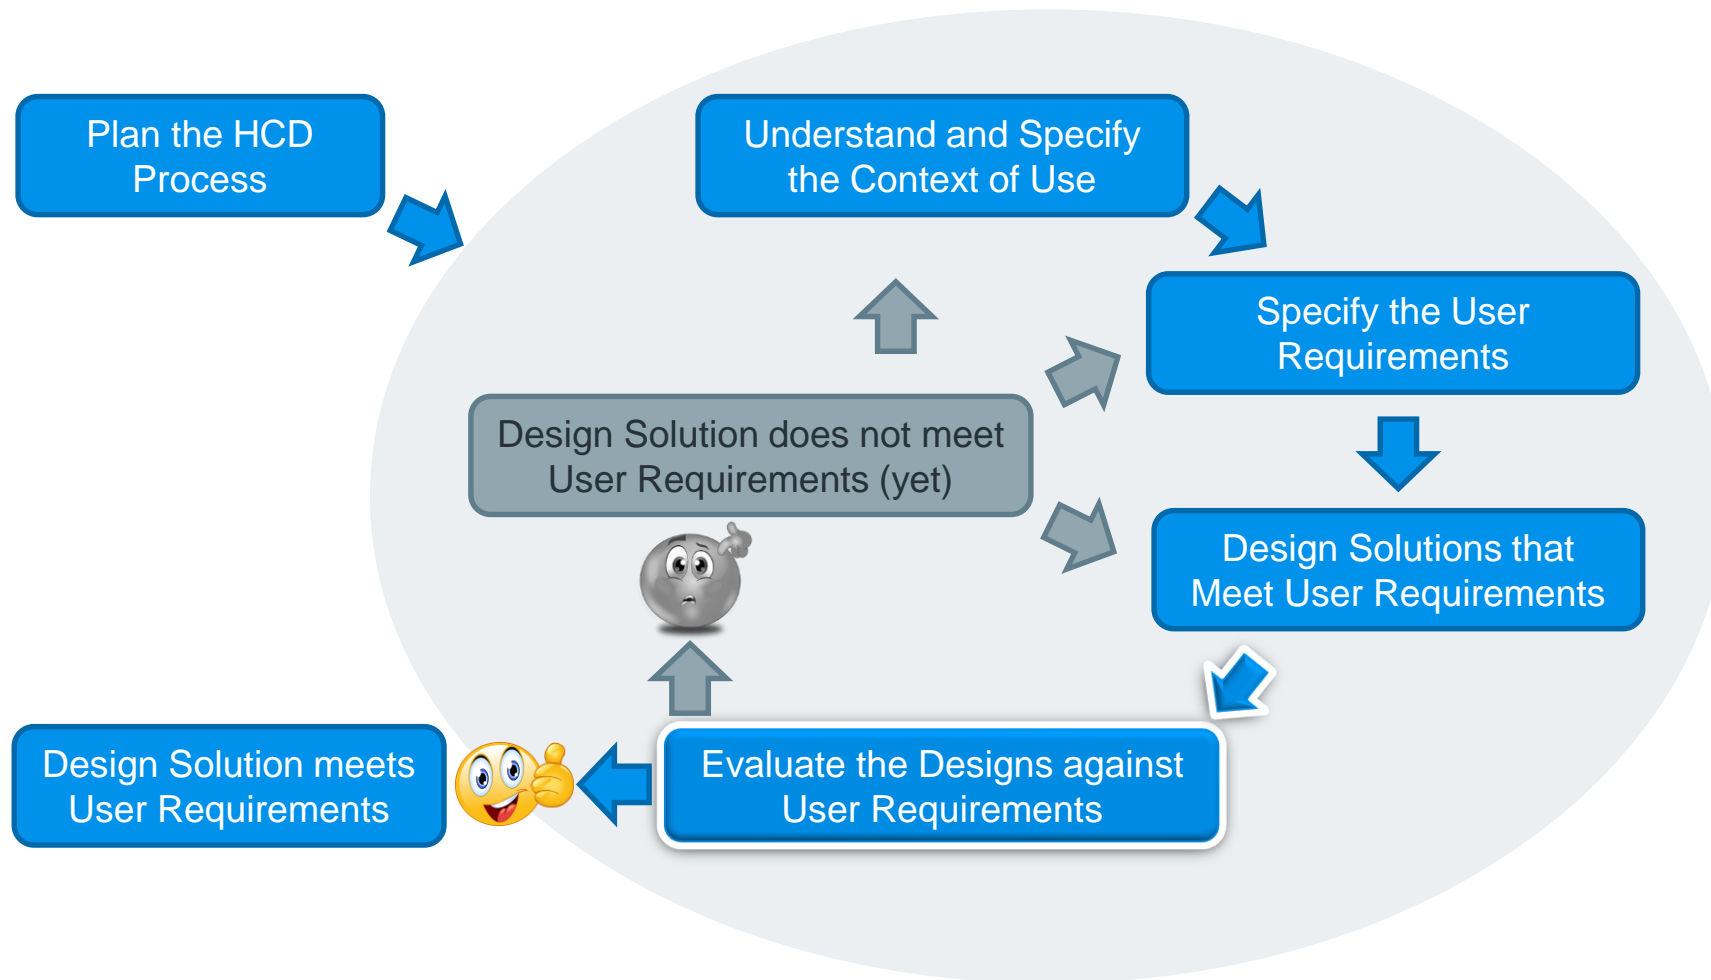 Plan the HCD
Process
Understand and Specify
the Context of Use
Specify the User
Requirements
Design Solution does not meet
User Requirements (yet)
Design Solutions that
Meet User Requirements
Design Solution meets
User Requirements
Evaluate the Designs against
User Requirements